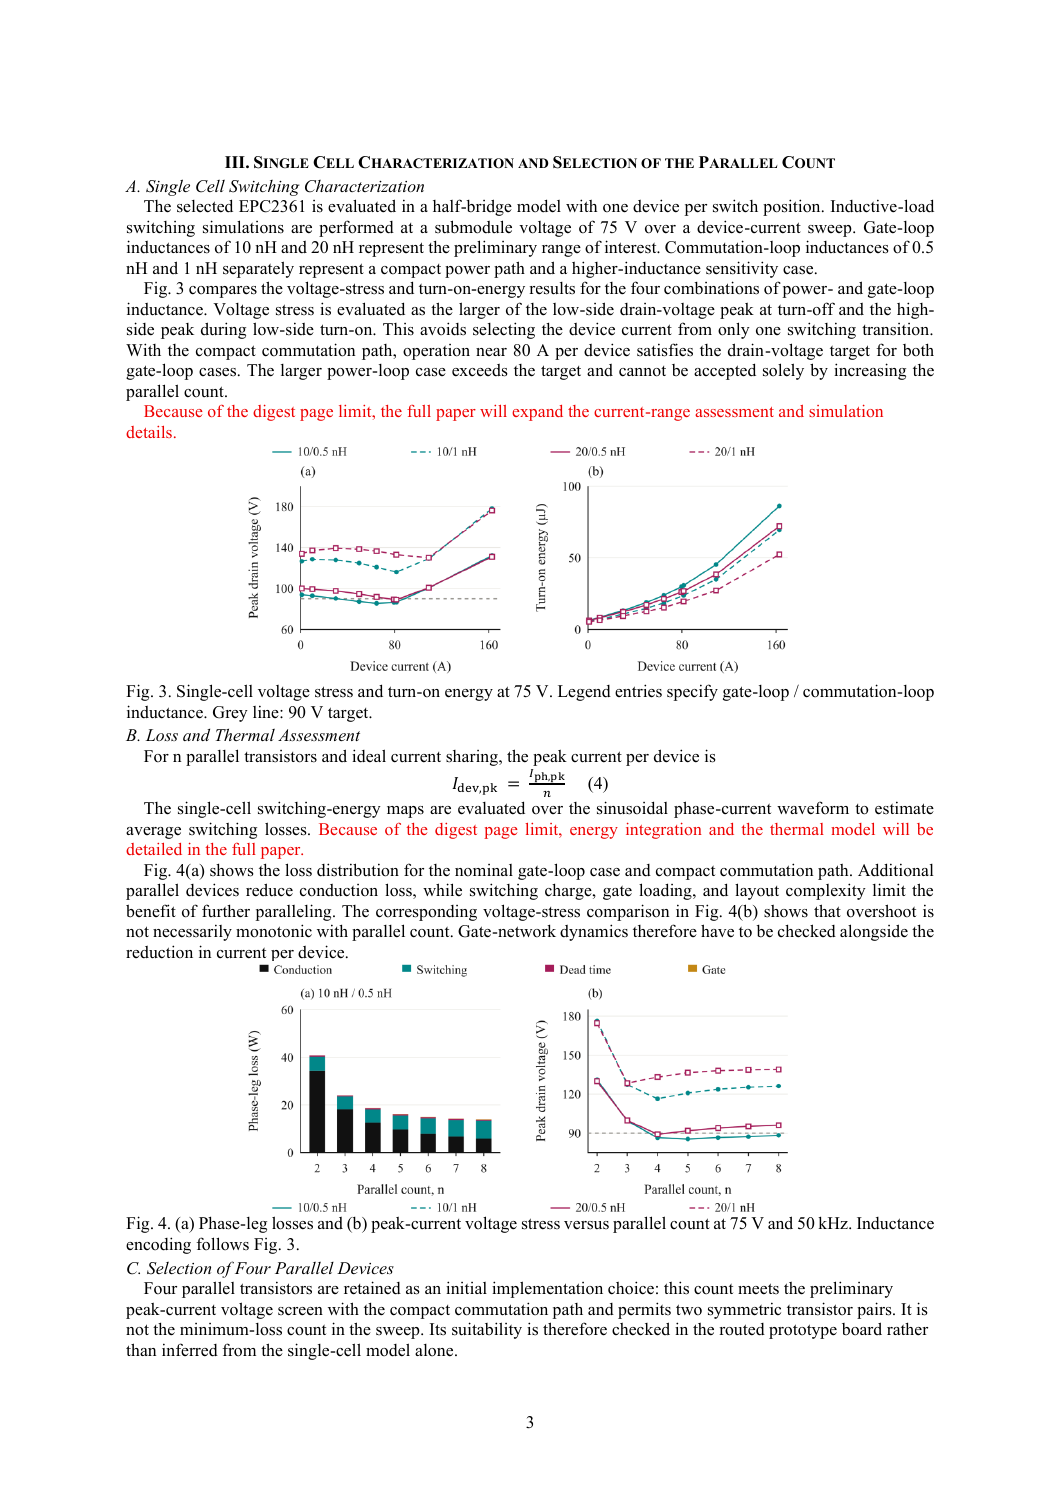 III. SINGLE CELL CHARACTERIZATION AND SELECTION OF THE PARALLEL COUNT
A. Single Cell Switching Characterization
The selected EPC2361 is evaluated in a half-bridge model with one device per switch position. Inductive-load
switching simulations are performed at a submodule voltage of 75 V over a device-current sweep. Gate-loop
inductances of 10 nH and 20 nH represent the preliminary range of interest. Commutation-loop inductances of 0.5
nH and 1 nH separately represent a compact power path and a higher-inductance sensitivity case.
Fig. 3 compares the voltage-stress and turn-on-energy results for the four combinations of power- and gate-loop
inductance. Voltage stress is evaluated as the larger of the low-side drain-voltage peak at turn-off and the high-
side peak during low-side turn-on. This avoids selecting the device current from only one switching transition.
With the compact commutation path, operation near 80 A per device satisfies the drain-voltage target for both
gate-loop cases. The larger power-loop case exceeds the target and cannot be accepted solely by increasing the
parallel count.
Because of the digest page limit, the full paper will expand the current-range assessment and simulation
details.
10/0.5 nH 10/1 nH 20/0.5 nH 20/1 nH
(a)
Peak drain voltage (V)
180
140
100
60
0 80 160
Device current (A)
(b)
Turn-on energy (μJ)
100
50
0
0 80 160
Device current (A)
Fig. 3. Single-cell voltage stress and turn-on energy at 75 V. Legend entries specify gate-loop / commutation-loop
inductance. Grey line: 90 V target.
B. Loss and Thermal Assessment
For n parallel transistors and ideal current sharing, the peak current per device is
I_dev,pk = I_ph,pk / n (4)
The single-cell switching-energy maps are evaluated over the sinusoidal phase-current waveform to estimate
average switching losses. Because of the digest page limit, energy integration and the thermal model will be
detailed in the full paper.
Fig. 4(a) shows the loss distribution for the nominal gate-loop case and compact commutation path. Additional
parallel devices reduce conduction loss, while switching charge, gate loading, and layout complexity limit the
benefit of further paralleling. The corresponding voltage-stress comparison in Fig. 4(b) shows that overshoot is
not necessarily monotonic with parallel count. Gate-network dynamics therefore have to be checked alongside the
reduction in current per device.
Conduction Switching Dead time Gate
(a) 10 nH / 0.5 nH
Phase-leg loss (W)
60
40
20
0
2 3 4 5 6 7 8
Parallel count, n
(b)
Peak drain voltage (V)
180
150
120
90
2 3 4 5 6 7 8
Parallel count, n
10/0.5 nH 10/1 nH 20/0.5 nH 20/1 nH
Fig. 4. (a) Phase-leg losses and (b) peak-current voltage stress versus parallel count at 75 V and 50 kHz. Inductance
encoding follows Fig. 3.
C. Selection of Four Parallel Devices
Four parallel transistors are retained as an initial implementation choice: this count meets the preliminary
peak-current voltage screen with the compact commutation path and permits two symmetric transistor pairs. It is
not the minimum-loss count in the sweep. Its suitability is therefore checked in the routed prototype board rather
than inferred from the single-cell model alone.
3